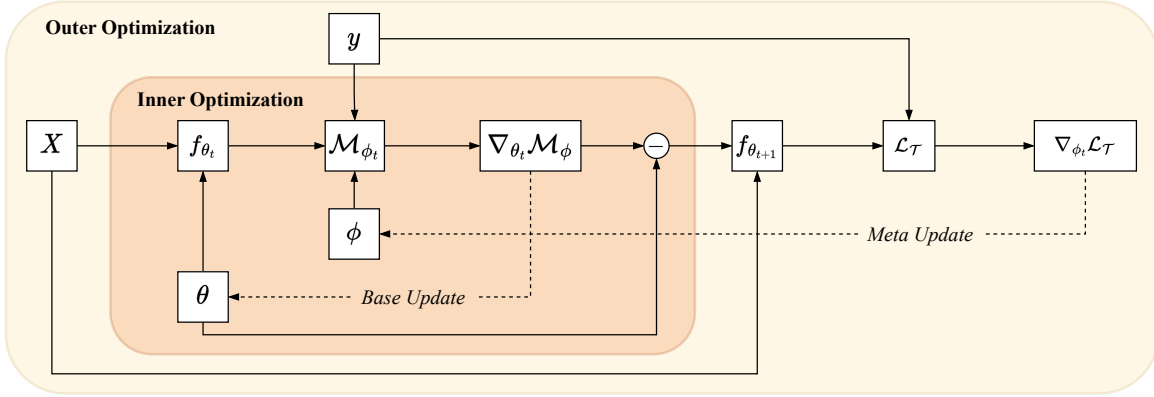 Outer Optimization
y
Inner Optimization
X
f_{θ_t}
ℳ_{ϕ_t}
∇_{θ_t}ℳ_ϕ
−
f_{θ_{t+1}}
ℒ_𝒯
∇_{ϕ_t}ℒ_𝒯
ϕ
Meta Update
θ
Base Update